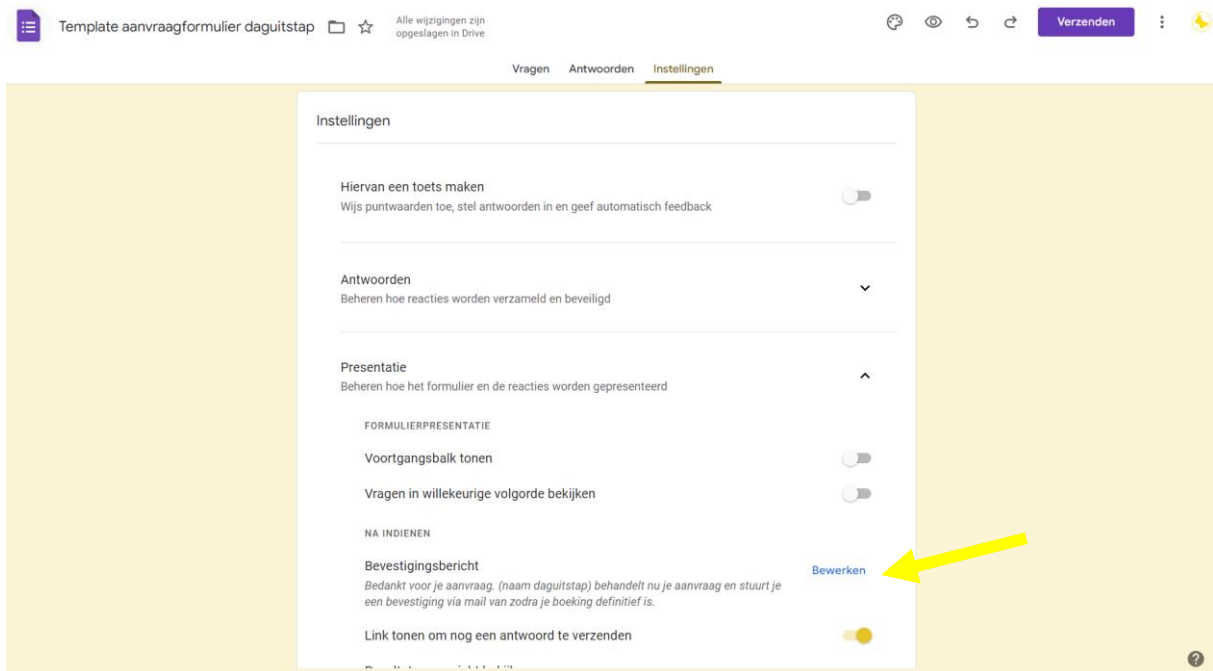 Template aanvraagformulier daguitstap
Alle wijzigingen zijn
opgeslagen in Drive
Verzenden
Vragen Antwoorden Instellingen
Instellingen
Hiervan een toets maken
Wijs puntwaarden toe, stel antwoorden in en geef automatisch feedback
Antwoorden
Beheren hoe reacties worden verzameld en beveiligd
Presentatie
Beheren hoe het formulier en de reacties worden gepresenteerd
FORMULIERPRESENTATIE
Voortgangsbalk tonen
Vragen in willekeurige volgorde bekijken
NA INDIENEN
Bevestigingsbericht
Bewerken
Bedankt voor je aanvraag. (naam daguitstap) behandelt nu je aanvraag en stuurt je
een bevestiging via mail van zodra je boeking definitief is.
Link tonen om nog een antwoord te verzenden